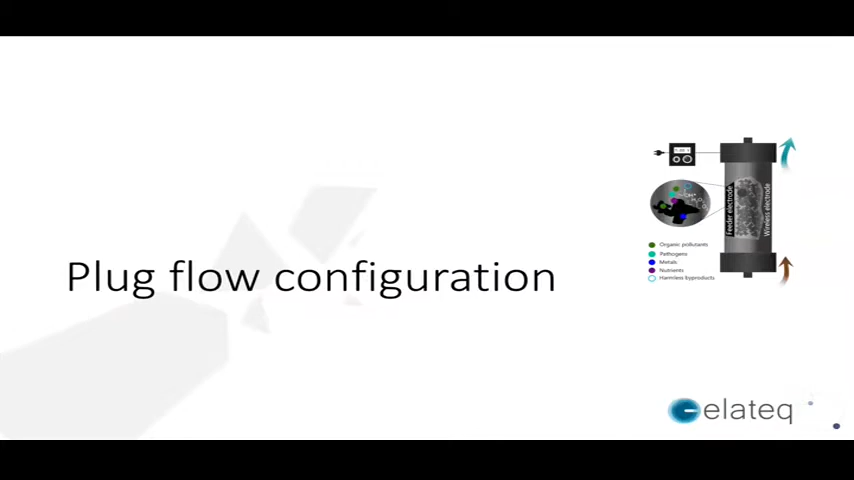 Plug flow configuration
Feeder electrode
Wireless electrode
Organic pollutants
Pathogens
Metals
Nutrients
Harmless byproducts
elateq